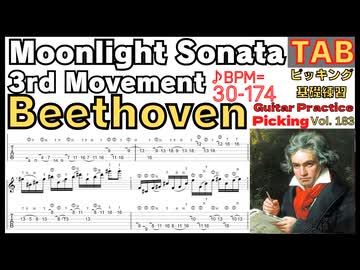 Moonlight Sonata
TAB
3rd Movement
♪BPM=
30-174
ピッキング
基礎練習
Beethoven
Guitar Practice
Picking Vol. 183